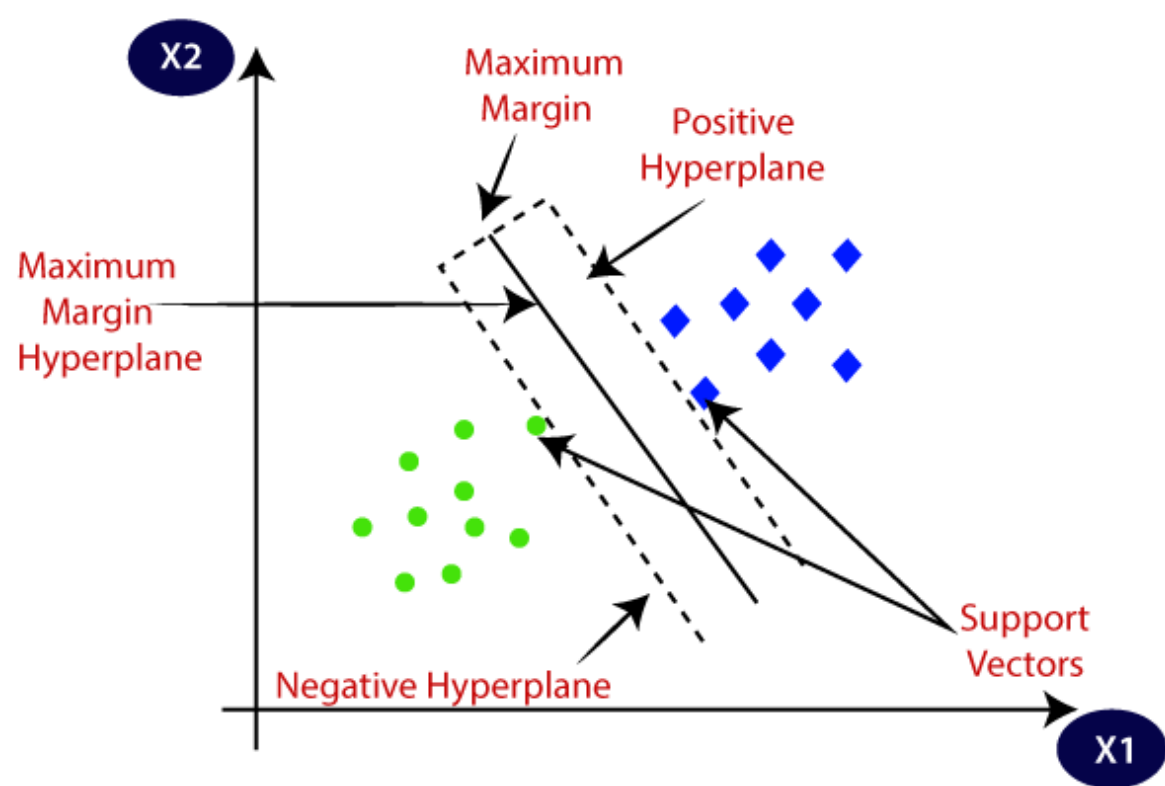 X2
Maximum
Margin
Positive
Hyperplane
Maximum
Margin
Hyperplane
Support
Vectors
Negative Hyperplane
X1